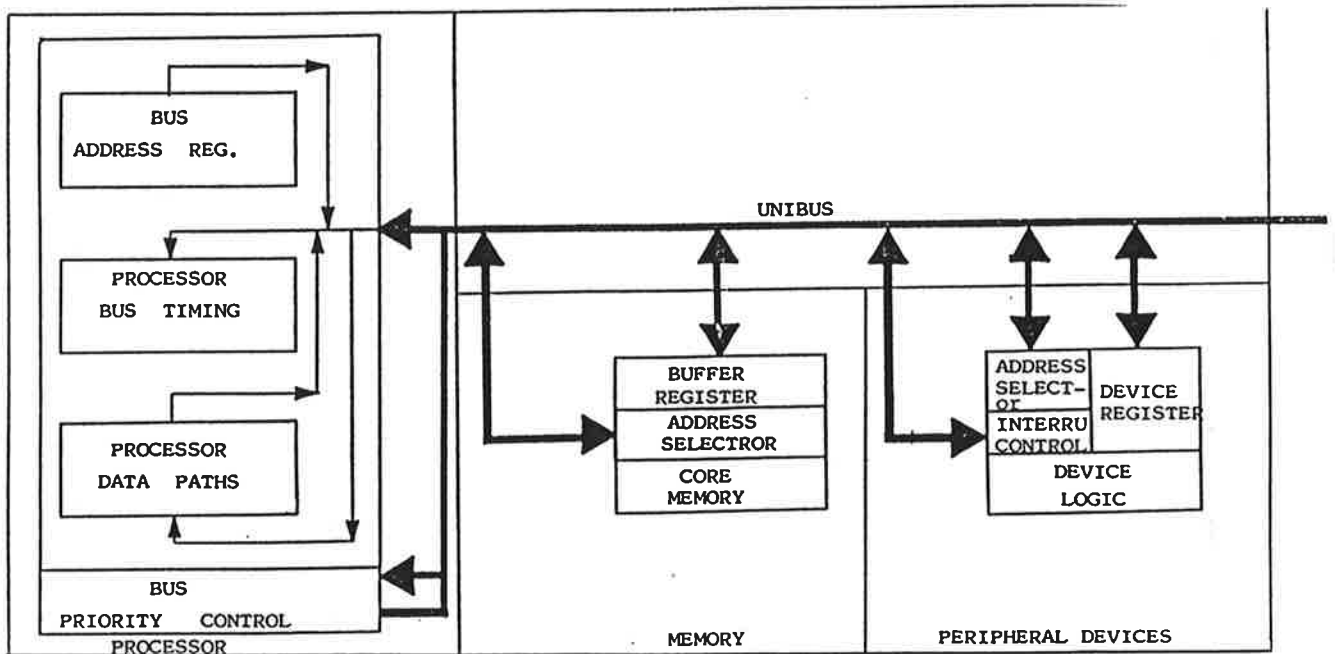 BUS
ADDRESS REG.
PROCESSOR
BUS TIMING
PROCESSOR
DATA PATHS
BUS
PRIORITY CONTROL
PROCESSOR
UNIBUS
BUFFER
REGISTER
ADDRESS
SELECTROR
CORE
MEMORY
MEMORY
ADDRESS
SELECT-
or
INTERRU
CONTROL
DEVICE
REGISTER
DEVICE
LOGIC
PERIPHERAL DEVICES